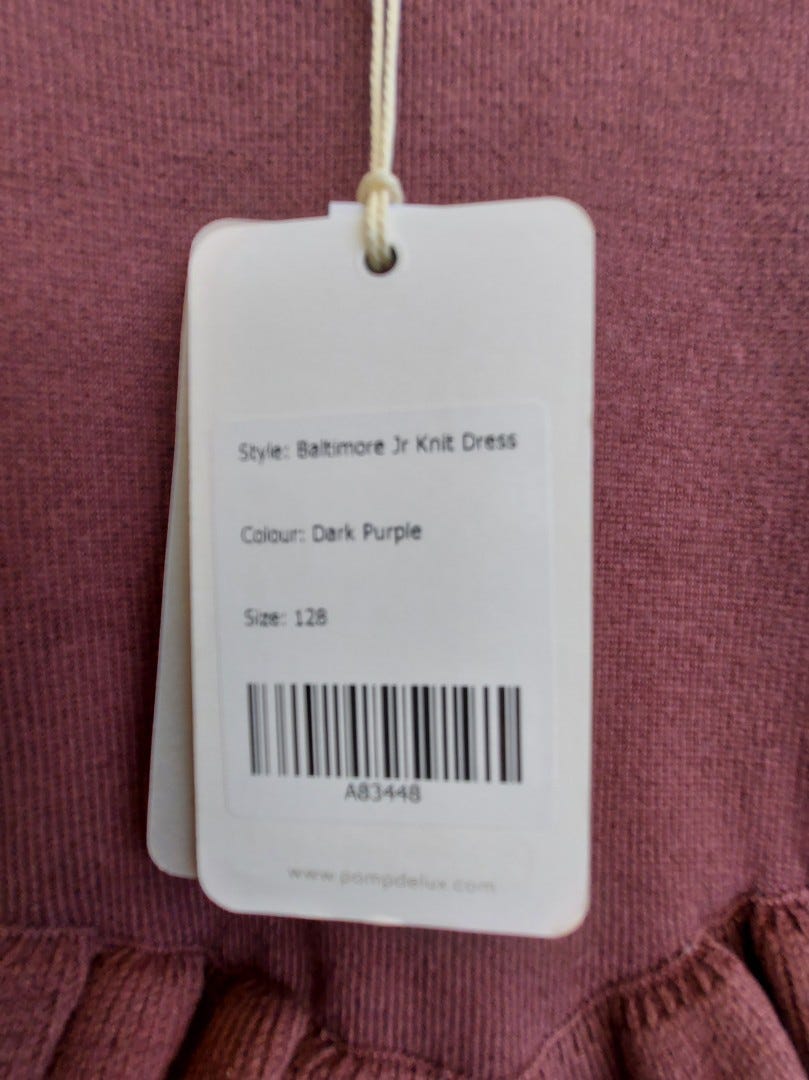 Style: Baltimore Jr Knit Dress
Colour: Dark Purple
Size: 128
A83448
www.pompdelux.com